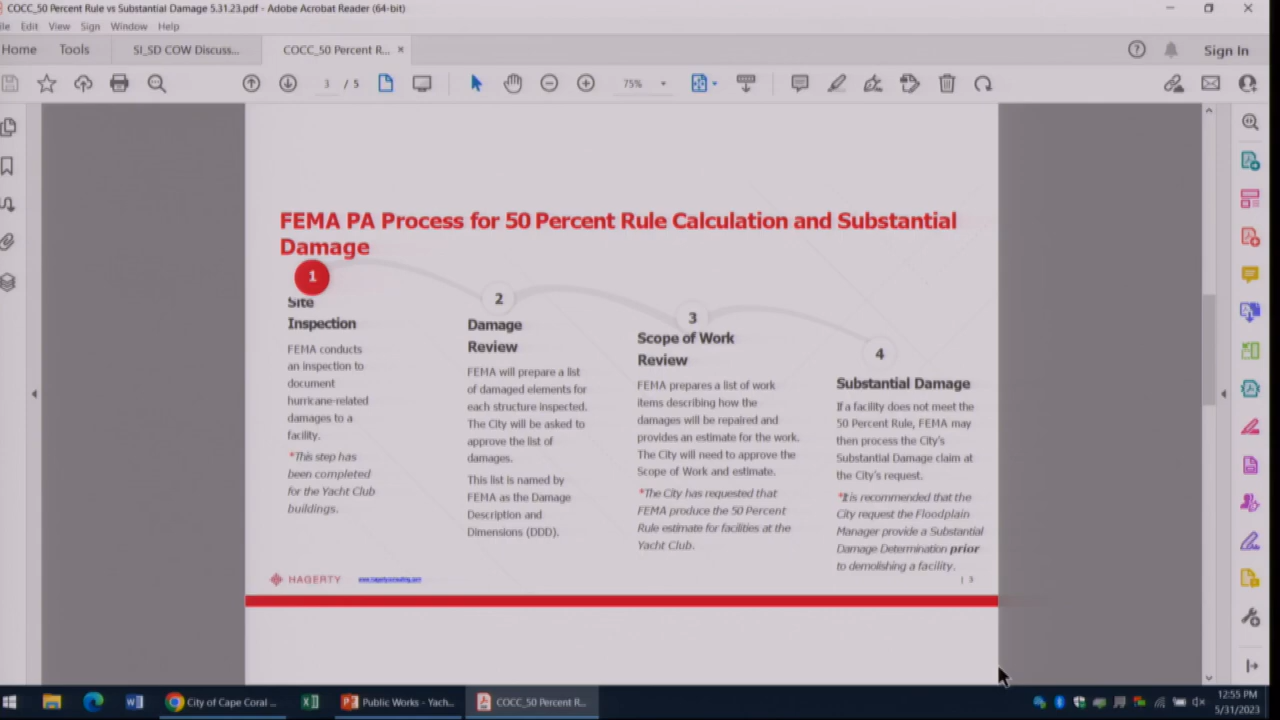 COCC_50 Percent Rule vs Substantial Damage 5.31.23.pdf - Adobe Acrobat Reader (64-bit)
Edit View Sign Window Help
Home Tools SI_SD COW Discuss... COCC_50 Percent R... × Sign In
3 / 5 75%
FEMA PA Process for 50 Percent Rule Calculation and Substantial
Damage
1
Site
Inspection
FEMA conducts
an inspection to
document
hurricane-related
damages to a
facility.
*This step has
been completed
for the Yacht Club
buildings.
2
Damage
Review
FEMA will prepare a list
of damaged elements for
each structure inspected.
The City will be asked to
approve the list of
damages.
This list is named by
FEMA as the Damage
Description and
Dimensions (DDD).
3
Scope of Work
Review
FEMA prepares a list of work
items describing how the
damages will be repaired and
provides an estimate for the work.
The City will need to approve the
Scope of Work and estimate.
*The City has requested that
FEMA produce the 50 Percent
Rule estimate for facilities at the
Yacht Club.
4
Substantial Damage
If a facility does not meet the
50 Percent Rule, FEMA may
then process the City's
Substantial Damage claim at
the City's request.
*It is recommended that the
City request the Floodplain
Manager provide a Substantial
Damage Determination prior
to demolishing a facility.
HAGERTY www.hagertyconsulting.com | 3
City of Cape Coral ... Public Works - Yach... COCC_50 Percent R...
12:55 PM
5/31/2023